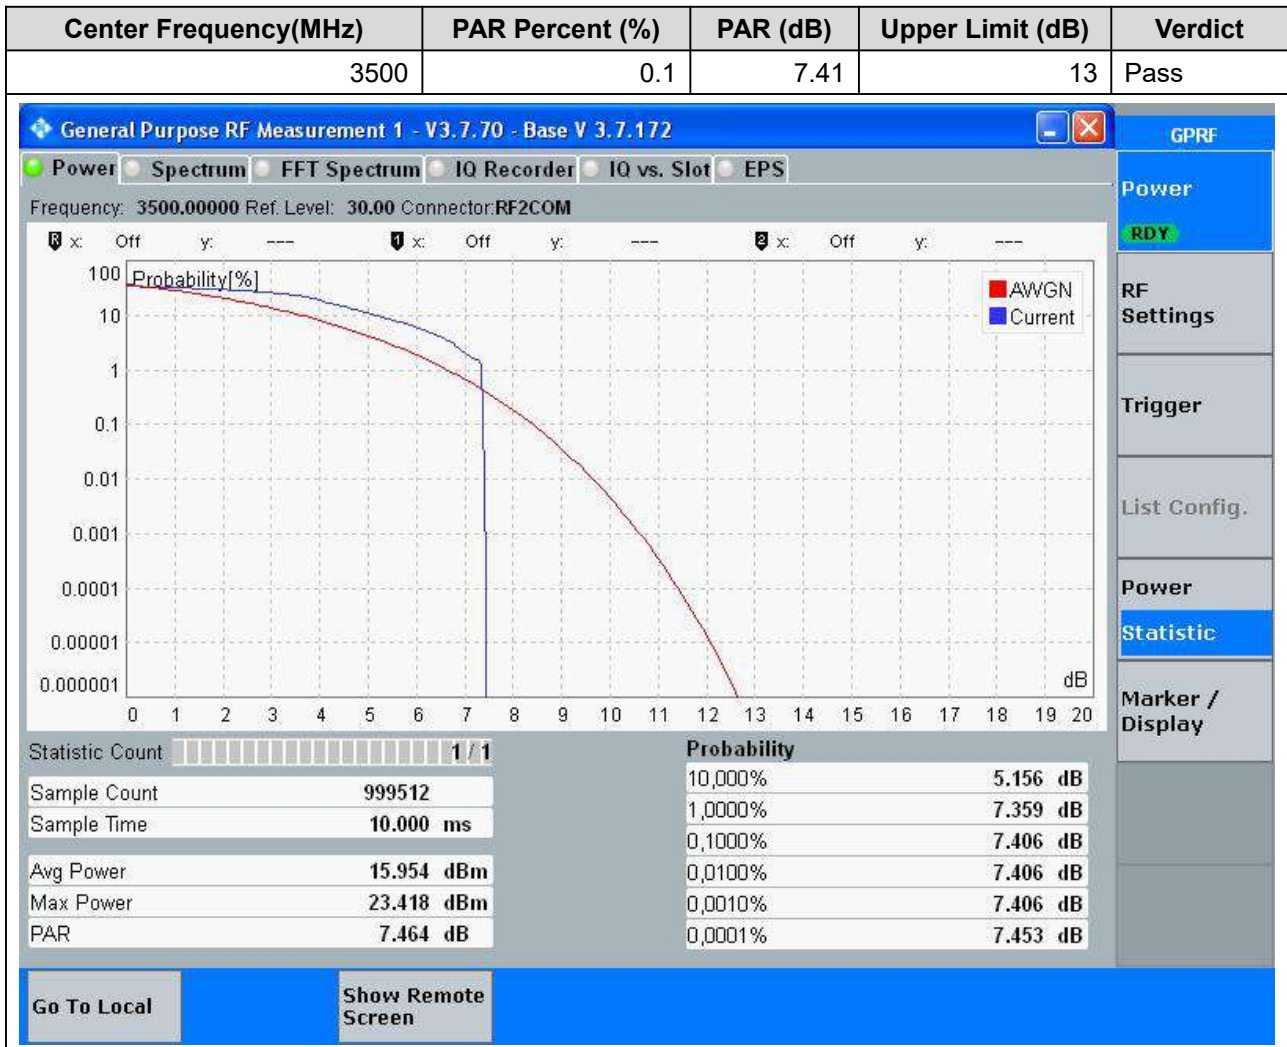 Center Frequency(MHz) PAR Percent (%) PAR (dB) Upper Limit (dB) Verdict
3500 0.1 7.41 13 Pass
General Purpose RF Measurement 1 - V3.7.70 - Base V 3.7.172
GPRF
Power Spectrum FFT Spectrum IQ Recorder IQ vs. Slot EPS
Power
RDY
Frequency: 3500.00000 Ref. Level: 30.00 Connector:RF2COM
R x: Off y: --- 1 x: Off y: --- 2 x: Off y: ---
100 Probability[%]
AWGN
Current
RF
Settings
10
1
Trigger
0.1
0.01
List Config.
0.001
0.0001
Power
Statistic
0.00001
0.000001
dB
Marker /
Display
0 1 2 3 4 5 6 7 8 9 10 11 12 13 14 15 16 17 18 19 20
Statistic Count 1 / 1
Sample Count 999512
Sample Time 10.000 ms
Avg Power 15.954 dBm
Max Power 23.418 dBm
PAR 7.464 dB
Probability
10,000% 5.156 dB
1,0000% 7.359 dB
0,1000% 7.406 dB
0,0100% 7.406 dB
0,0010% 7.406 dB
0,0001% 7.453 dB
Go To Local
Show Remote
Screen